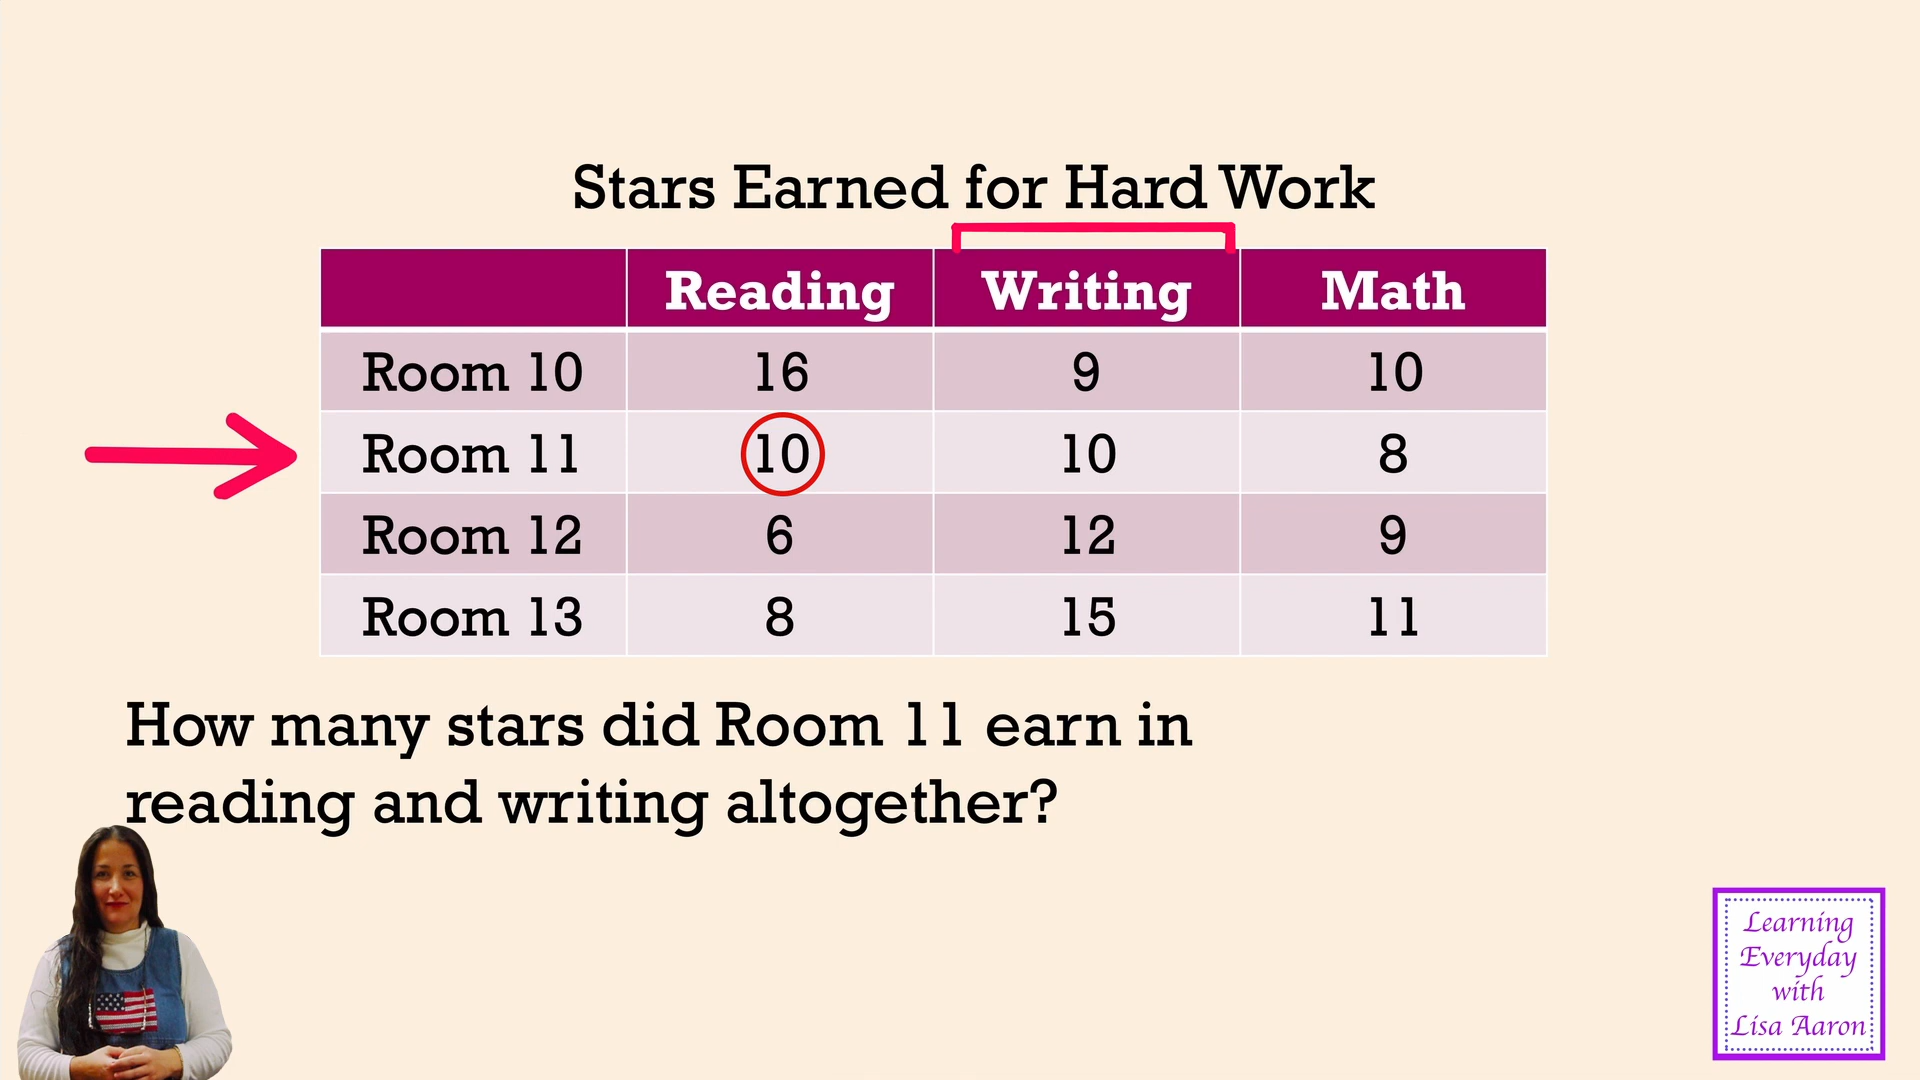 Stars Earned for Hard Work
Reading Writing Math
Room 10 16 9 10
Room 11 10 10 8
Room 12 6 12 9
Room 13 8 15 11
How many stars did Room 11 earn in
reading and writing altogether?
Learning
Everyday
with
Lisa Aaron